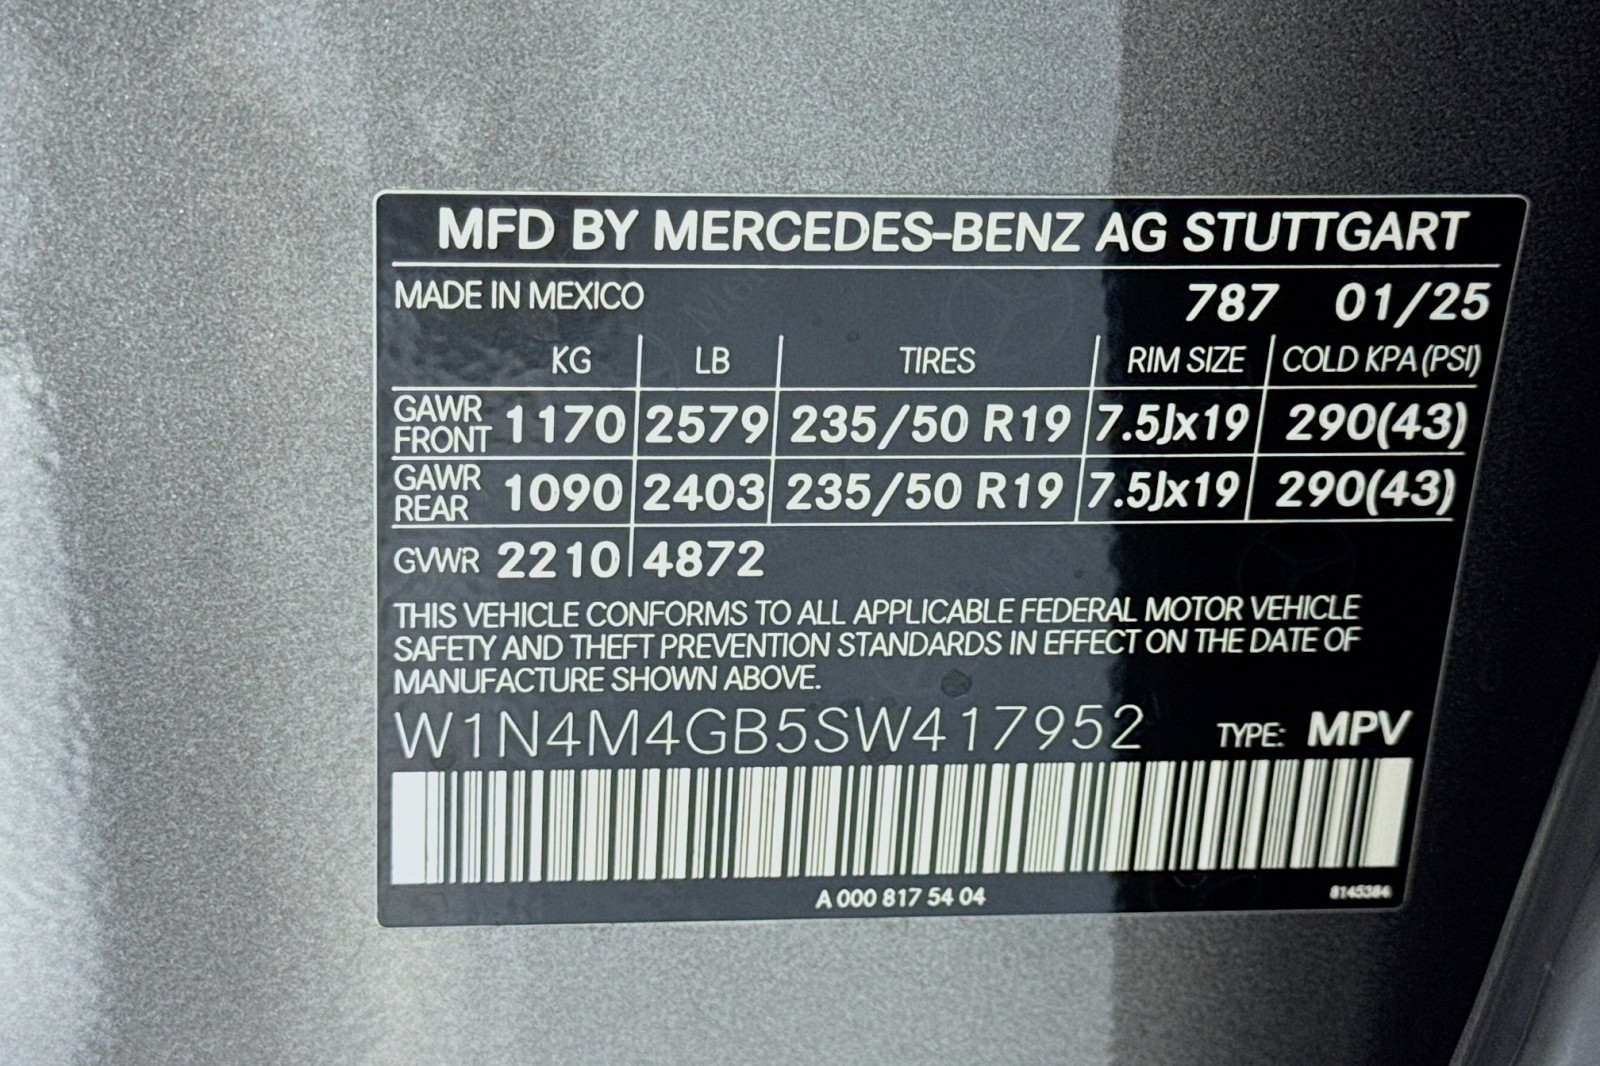 MFD BY MERCEDES-BENZ AG STUTTGART
MADE IN MEXICO 787 01/25
KG LB TIRES RIM SIZE COLD KPA(PSI)
GAWR FRONT 1170 2579 235/50 R19 7.5Jx19 290(43)
GAWR REAR 1090 2403 235/50 R19 7.5Jx19 290(43)
GVWR 2210 4872
THIS VEHICLE CONFORMS TO ALL APPLICABLE FEDERAL MOTOR VEHICLE
SAFETY AND THEFT PREVENTION STANDARDS IN EFFECT ON THE DATE OF
MANUFACTURE SHOWN ABOVE.
W1N4M4GB5SW417952 TYPE: MPV
A 000 817 54 04 8145384